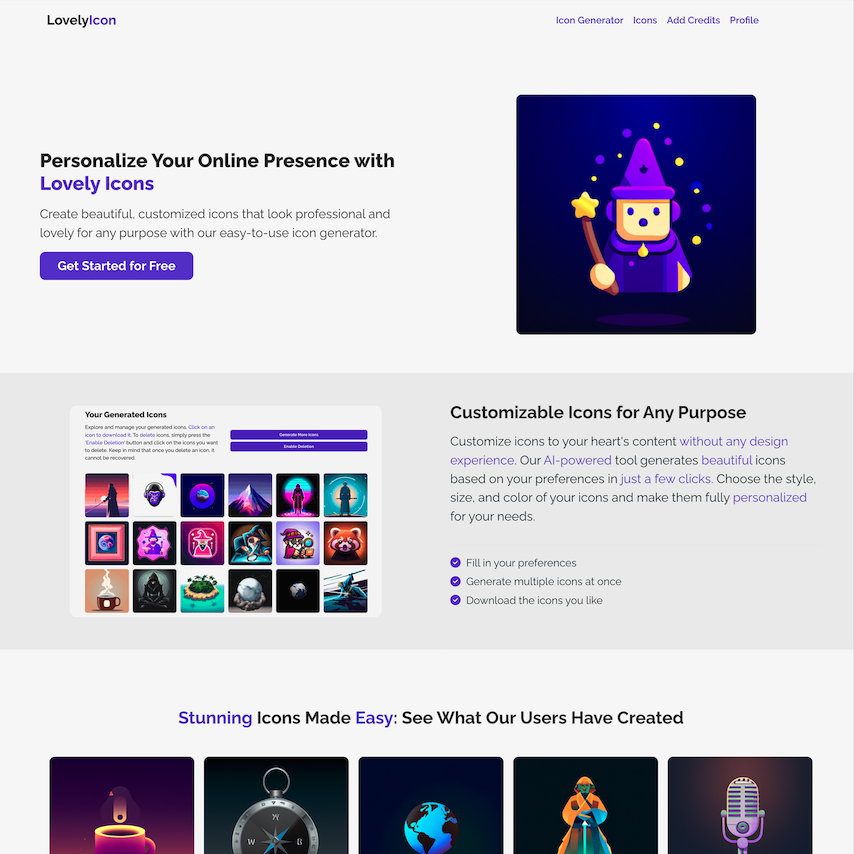 LovelyIcon
Icon Generator Icons Add Credits Profile
Personalize Your Online Presence with
Lovely Icons
Create beautiful, customized icons that look professional and
lovely for any purpose with our easy-to-use icon generator.
Get Started for Free
Your Generated Icons
Explore and manage your generated icons. Click on an
icon to download it. To delete icons, simply press the
'Enable Deletion' button and click on the icons you want
to delete. Keep in mind that once you delete an icon, it
cannot be recovered.
Generate More Icons
Enable Deletion
Customizable Icons for Any Purpose
Customize icons to your heart's content without any design
experience. Our AI-powered tool generates beautiful icons
based on your preferences in just a few clicks. Choose the style,
size, and color of your icons and make them fully personalized
for your needs.
Fill in your preferences
Generate multiple icons at once
Download the icons you like
Stunning Icons Made Easy: See What Our Users Have Created
W B